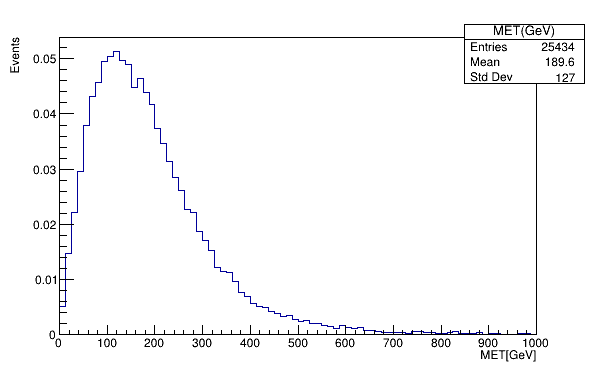 MET(GeV)
Entries 25434
Mean 189.6
Std Dev 127
Events
0.05
0.04
0.03
0.02
0.01
0
0 100 200 300 400 500 600 700 800 900 1000
MET[GeV]